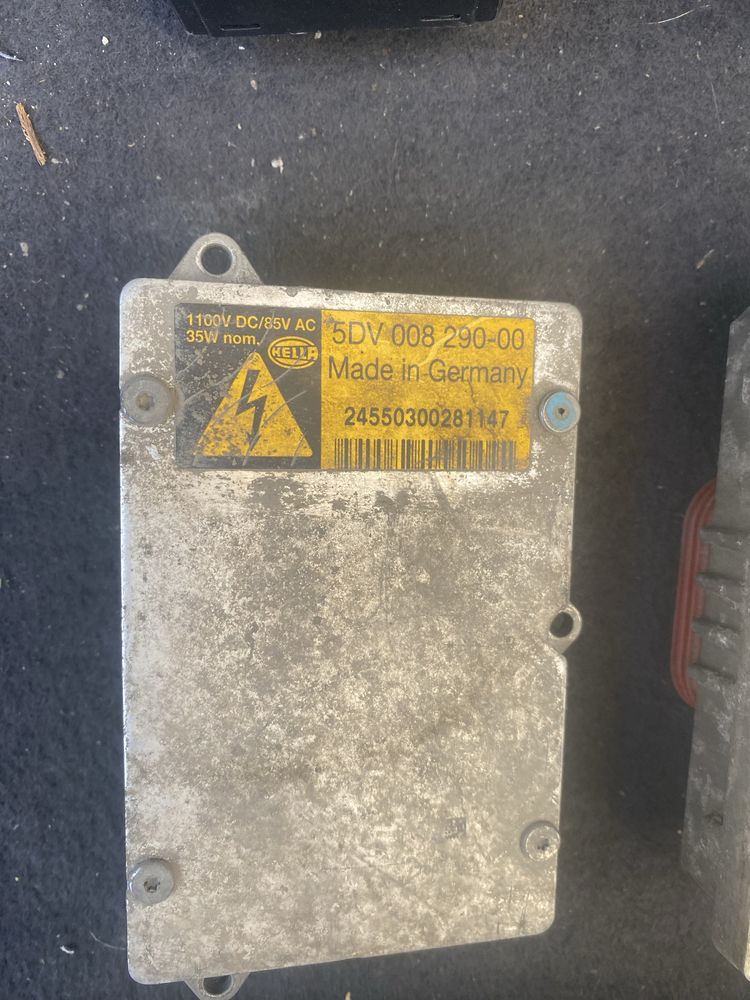 1100V DC/85V AC
35W nom.
HELLA
5DV 008 290-00
Made in Germany
24550300281147